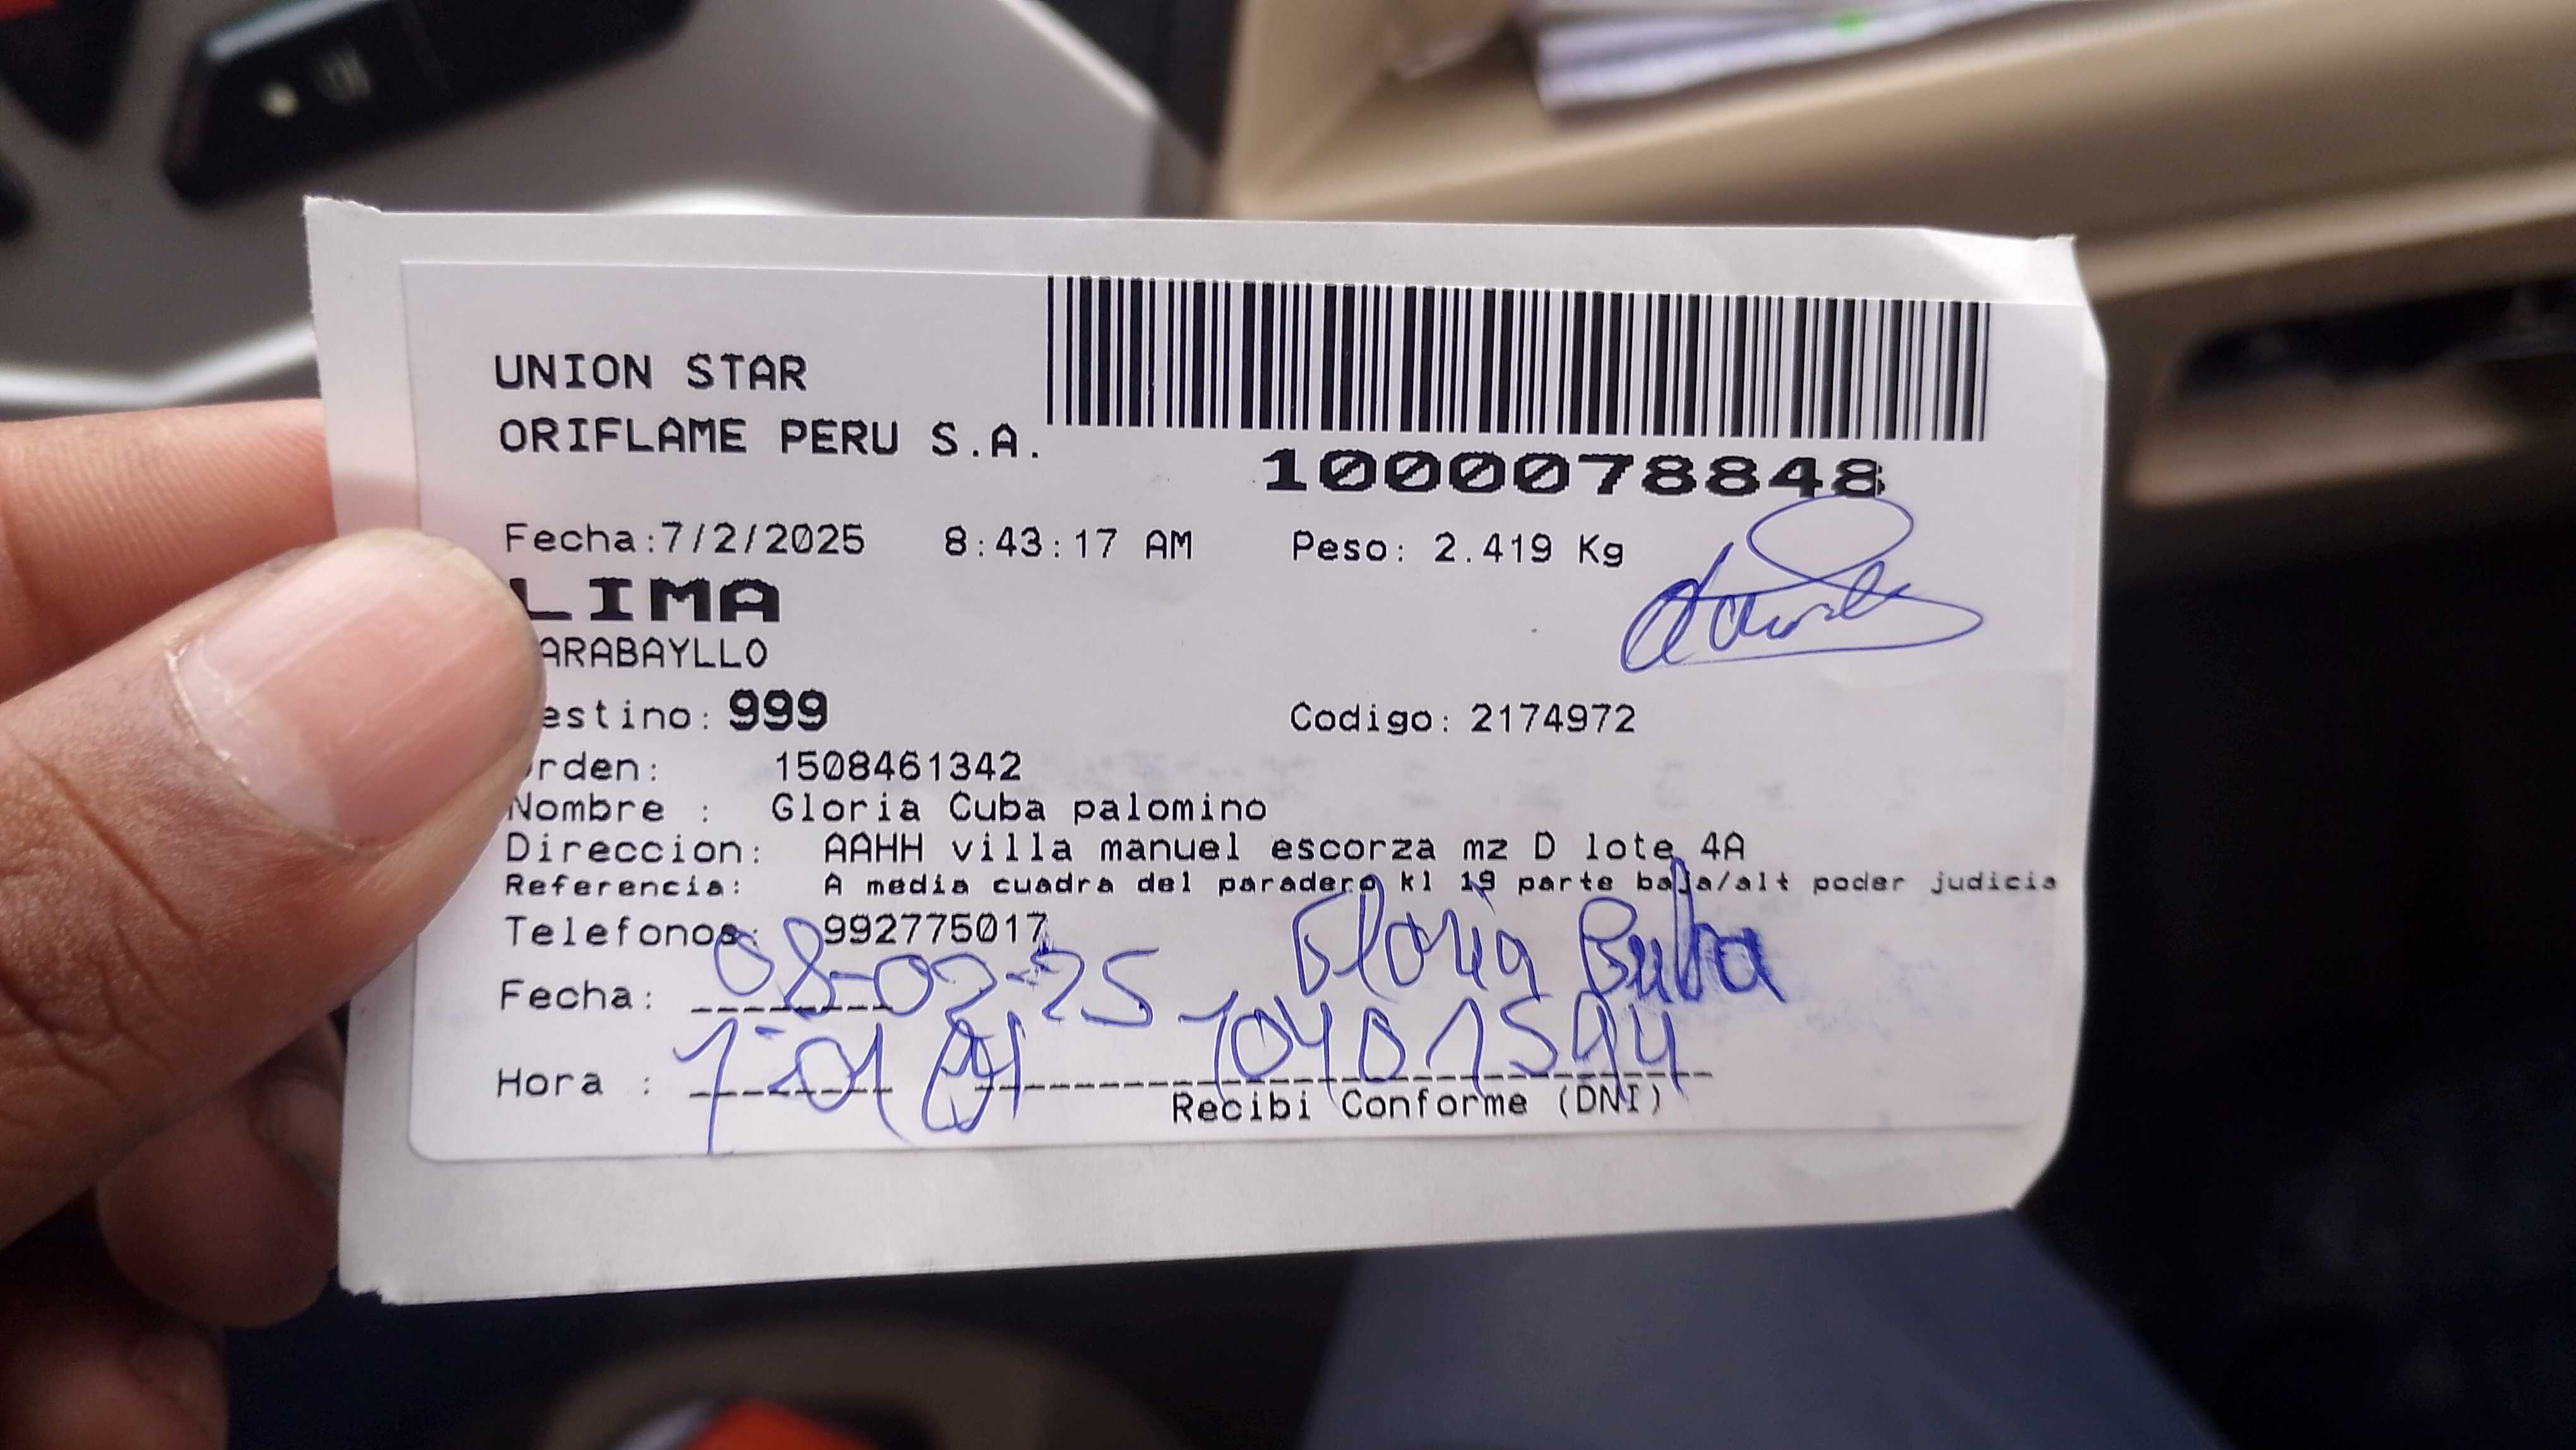 UNION STAR
ORIFLAME PERU S.A.
1000078848
Fecha:7/2/2025 8:43:17 AM Peso: 2.419 Kg
LIMA
ARABAYLLO
estino: 999 Codigo: 2174972
rden: 1508461342
Nombre : Gloria Cuba palomino
Direccion: AAHH villa manuel escorza mz D lote 4A
Referencia: A media cuadra del paradero kl 19 parte baja/alt poder judicia
Telefonos: 992775017
Gloria Cuba
Fecha: 08-02-25
Hora :
Recibi Conforme (DNI)